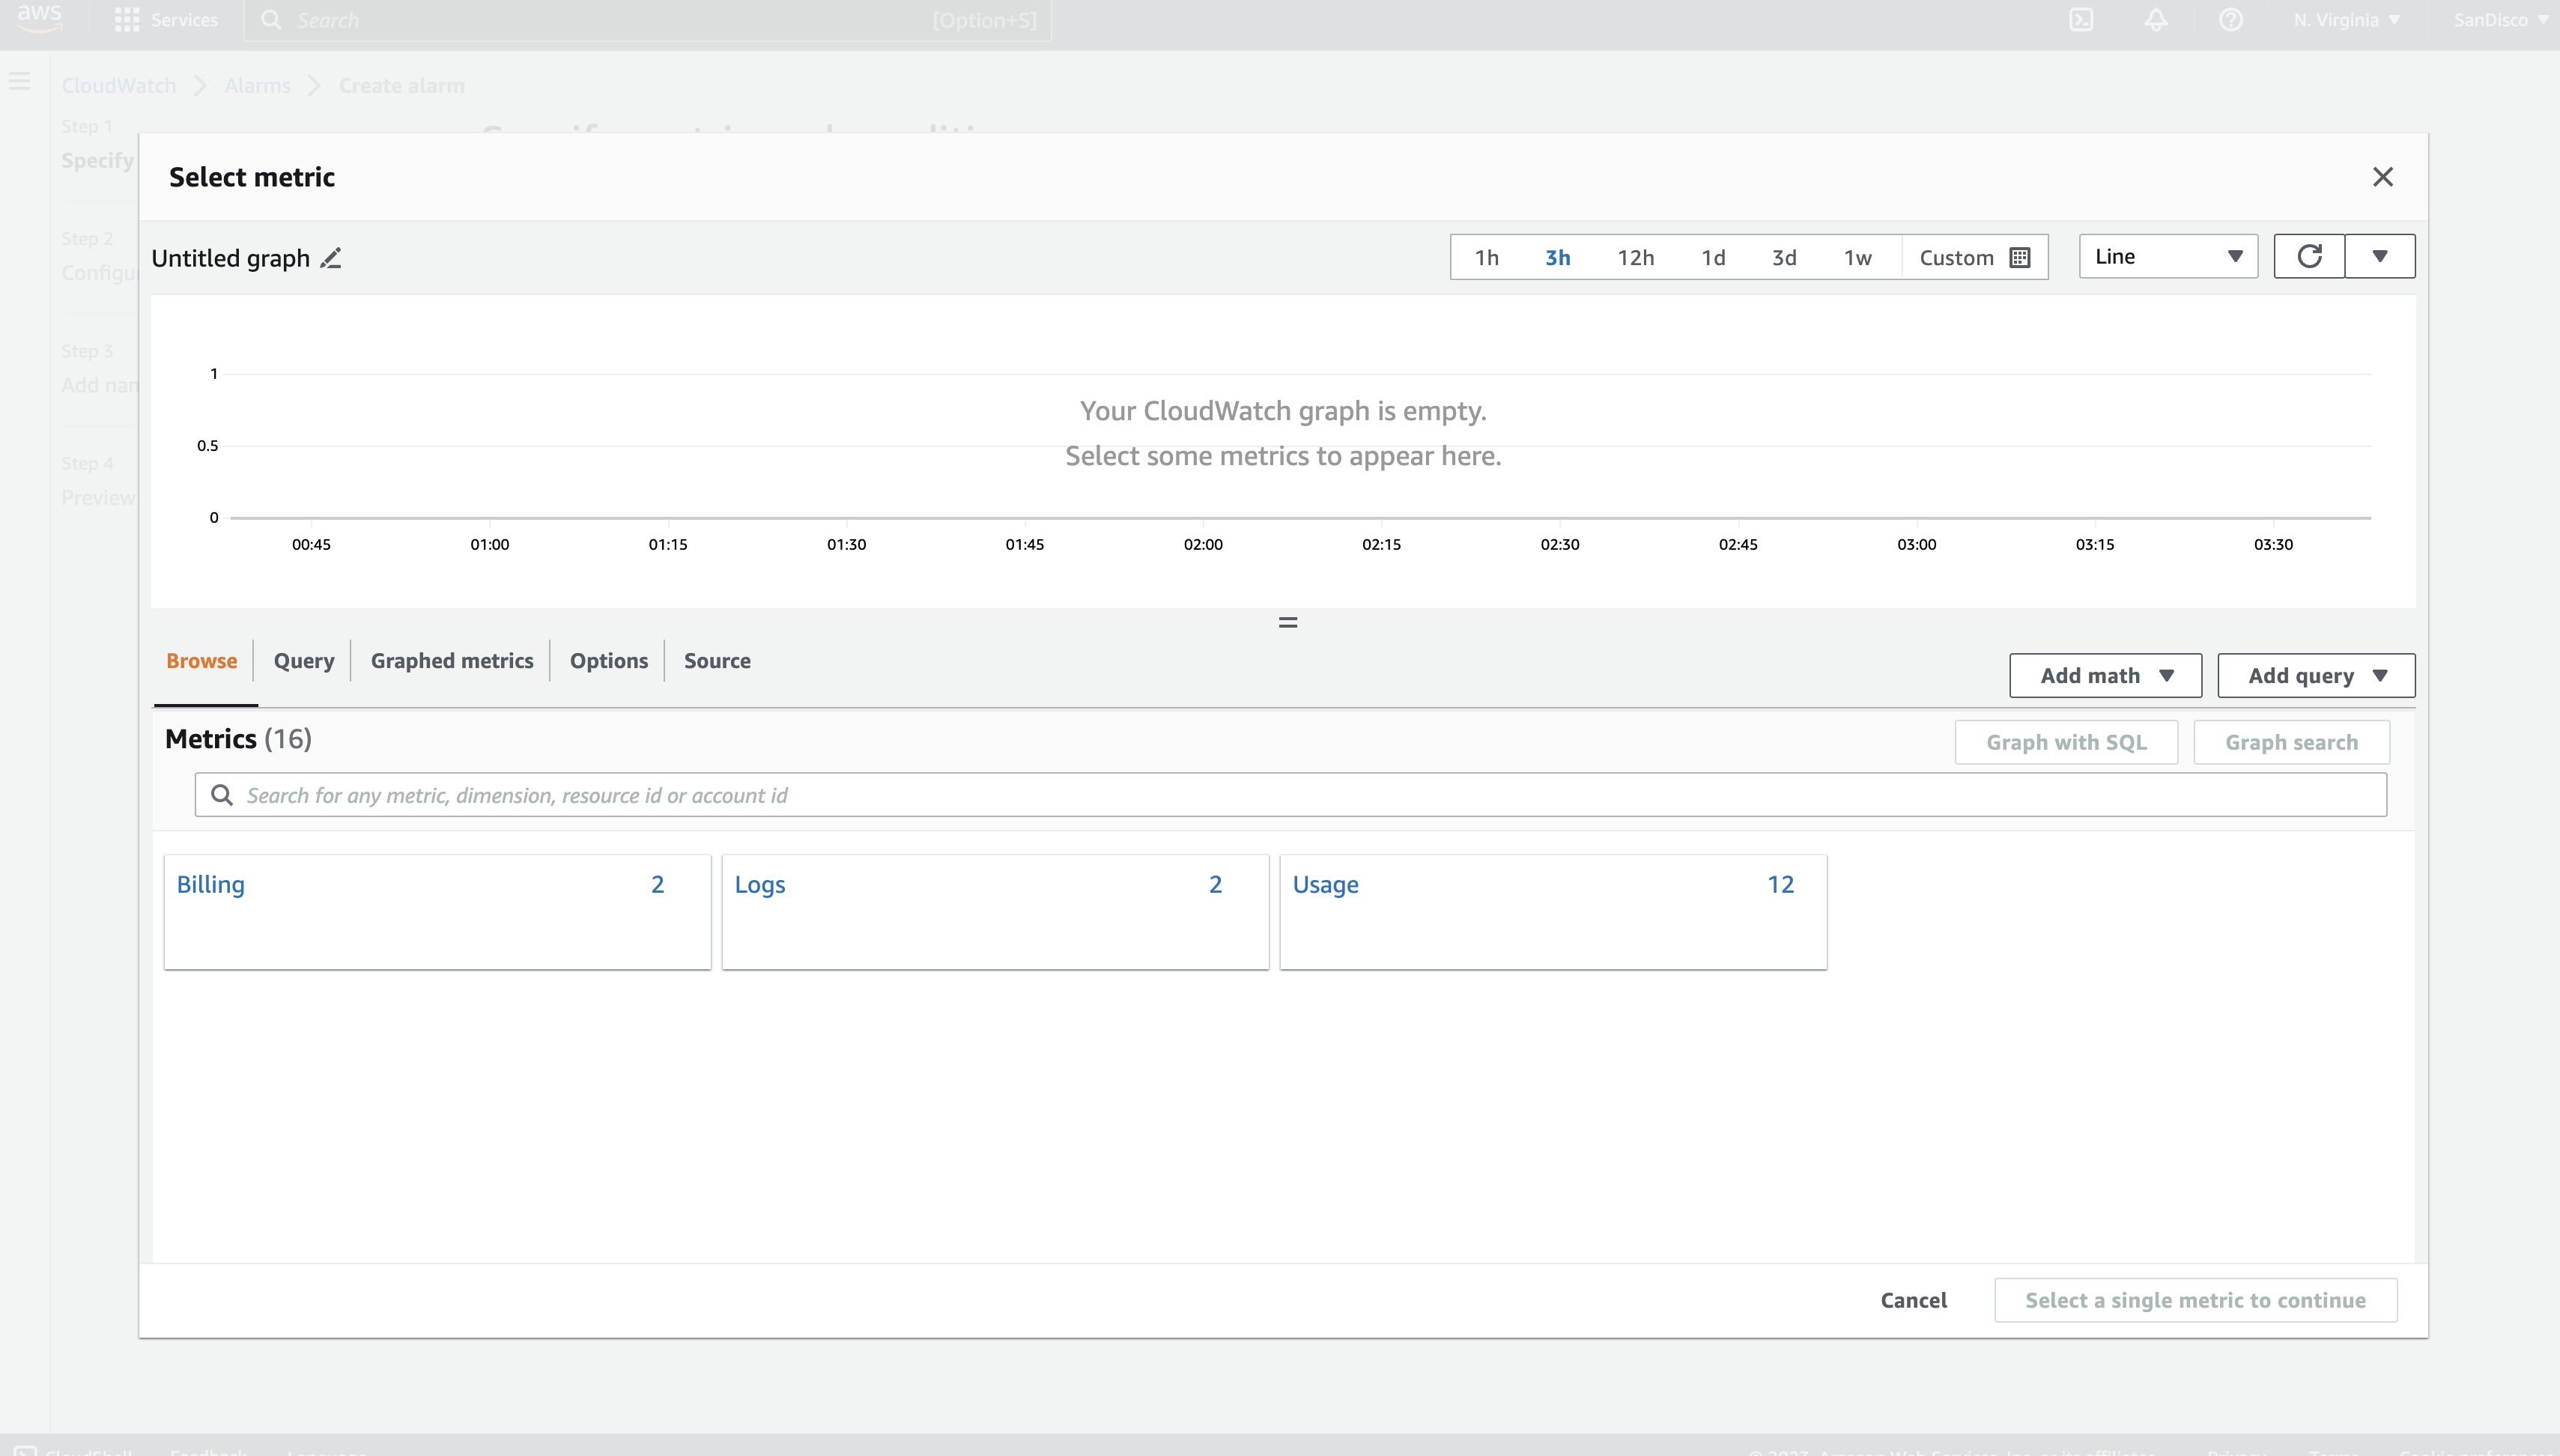 aws
Services
Search
[Option+S]
N. Virginia
SanDisco
CloudWatch
Alarms
Create alarm
Step 1
Specify
Step 2
Step 3
Step 4
Preview
Select metric
Untitled graph
1h
3h
12h
1d
3d
1w
Custom
Line
1
0.5
0
Your CloudWatch graph is empty.
Select some metrics to appear here.
00:45
01:00
01:15
01:30
01:45
02:00
02:15
02:30
02:45
03:00
03:15
03:30
Browse
Query
Graphed metrics
Options
Source
Add math
Add query
Metrics (16)
Graph with SQL
Graph search
Search for any metric, dimension, resource id or account id
Billing
2
Logs
2
Usage
12
Cancel
Select a single metric to continue